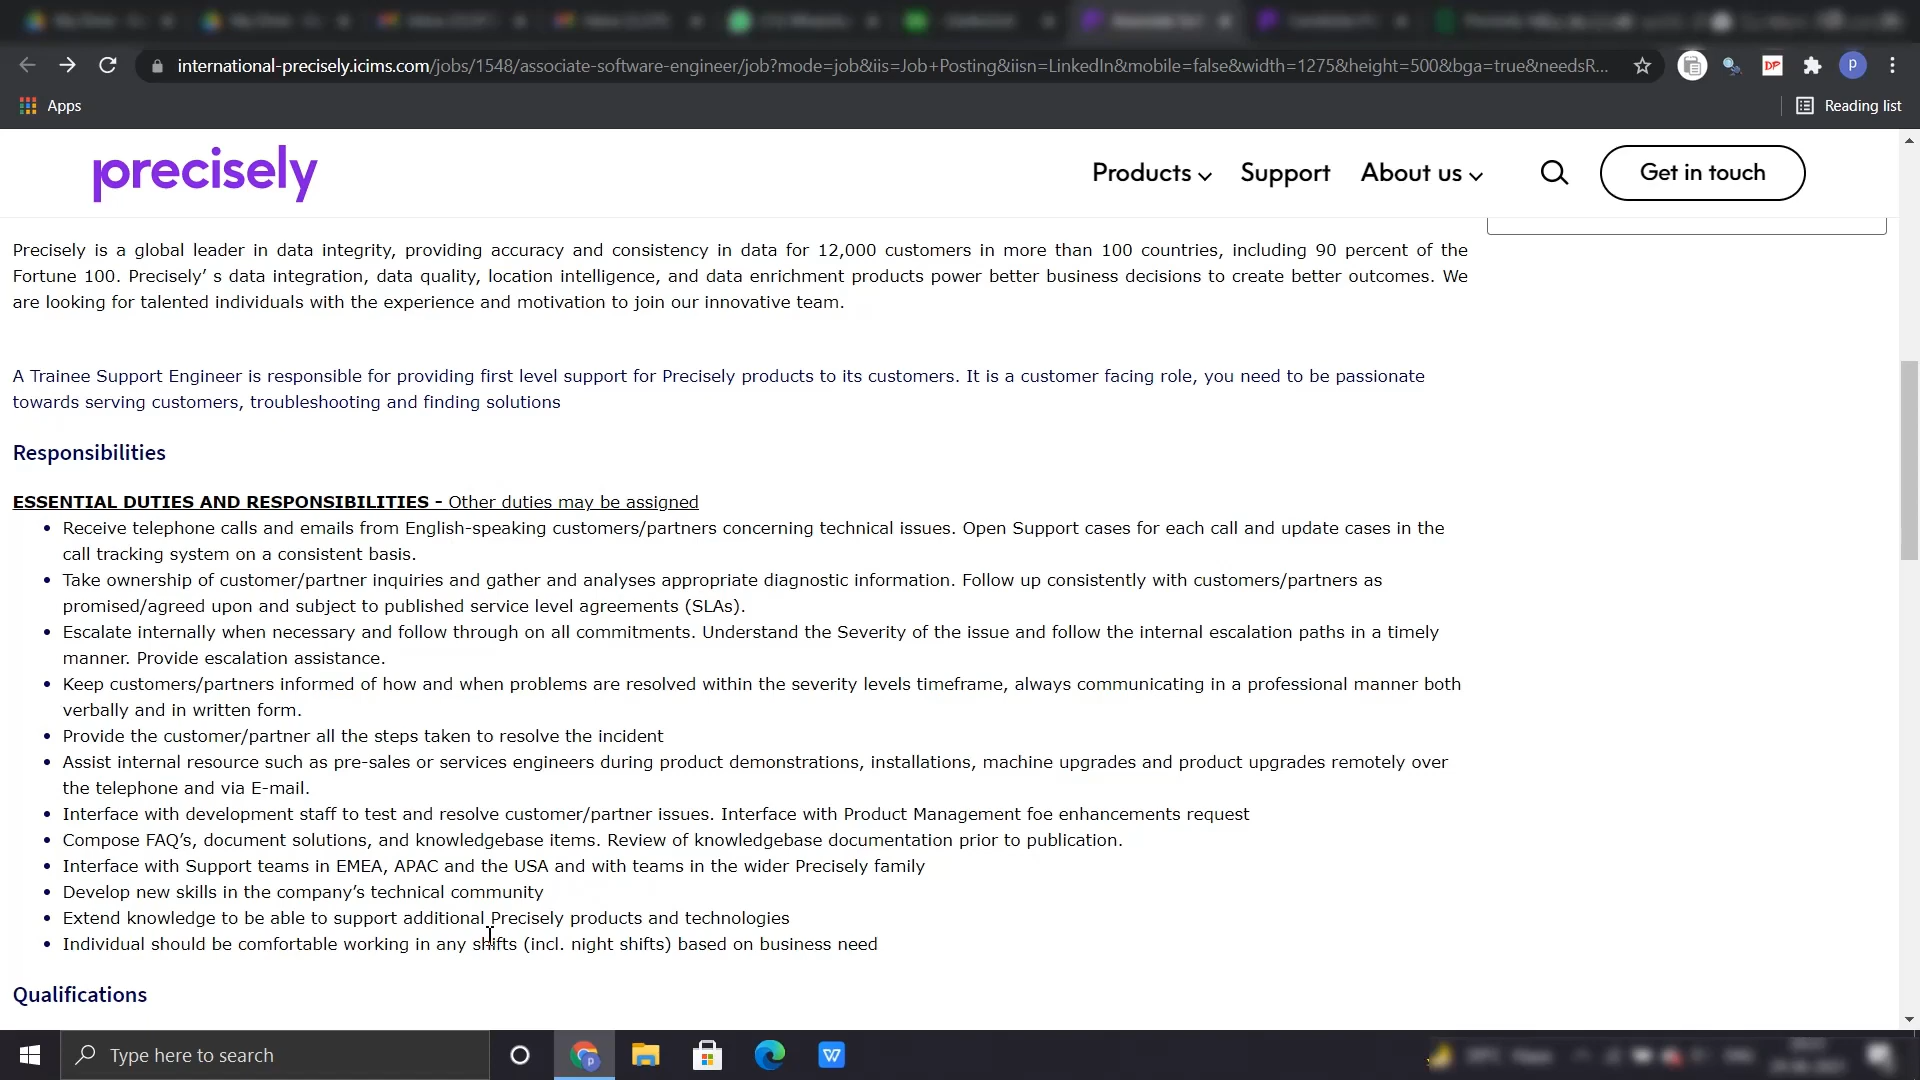 international-precisely.icims.com/jobs/1548/associate-software-engineer/job?mode=job&iis=Job+Posting&iisn=LinkedIn&mobile=false&width=1275&height=500&bga=true&needsR...
DP
P
Apps
Reading list
precisely
Products
Support
About us
Get in touch
Precisely is a global leader in data integrity, providing accuracy and consistency in data for 12,000 customers in more than 100 countries, including 90 percent of the
Fortune 100. Precisely’ s data integration, data quality, location intelligence, and data enrichment products power better business decisions to create better outcomes. We
are looking for talented individuals with the experience and motivation to join our innovative team.
A Trainee Support Engineer is responsible for providing first level support for Precisely products to its customers. It is a customer facing role, you need to be passionate
towards serving customers, troubleshooting and finding solutions
Responsibilities
ESSENTIAL DUTIES AND RESPONSIBILITIES - Other duties may be assigned
• Receive telephone calls and emails from English-speaking customers/partners concerning technical issues. Open Support cases for each call and update cases in the
call tracking system on a consistent basis.
• Take ownership of customer/partner inquiries and gather and analyses appropriate diagnostic information. Follow up consistently with customers/partners as
promised/agreed upon and subject to published service level agreements (SLAs).
• Escalate internally when necessary and follow through on all commitments. Understand the Severity of the issue and follow the internal escalation paths in a timely
manner. Provide escalation assistance.
• Keep customers/partners informed of how and when problems are resolved within the severity levels timeframe, always communicating in a professional manner both
verbally and in written form.
• Provide the customer/partner all the steps taken to resolve the incident
• Assist internal resource such as pre-sales or services engineers during product demonstrations, installations, machine upgrades and product upgrades remotely over
the telephone and via E-mail.
• Interface with development staff to test and resolve customer/partner issues. Interface with Product Management foe enhancements request
• Compose FAQ’s, document solutions, and knowledgebase items. Review of knowledgebase documentation prior to publication.
• Interface with Support teams in EMEA, APAC and the USA and with teams in the wider Precisely family
• Develop new skills in the company’s technical community
• Extend knowledge to be able to support additional Precisely products and technologies
• Individual should be comfortable working in any shifts (incl. night shifts) based on business need
Qualifications
Type here to search